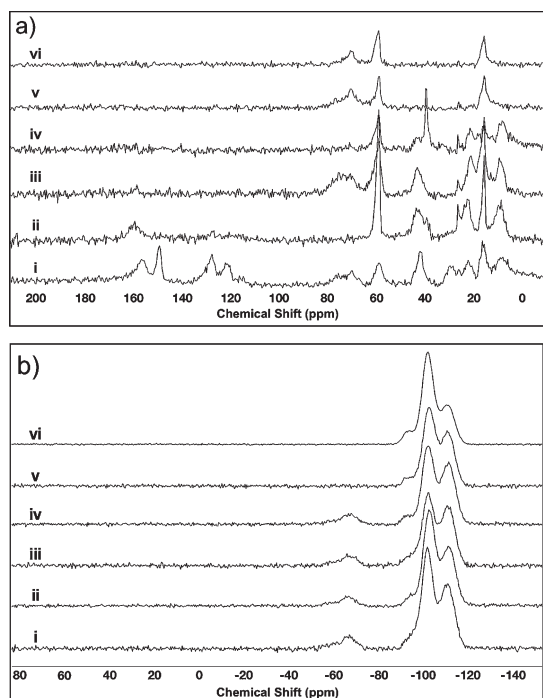 a)
vi
v
iv
iii
ii
i
200 180 160 140 120 100 80 60 40 20 0
Chemical Shift (ppm)
b)
vi
v
iv
iii
ii
i
80 60 40 20 0 -20 -40 -60 -80 -100 -120 -140
Chemical Shift (ppm)